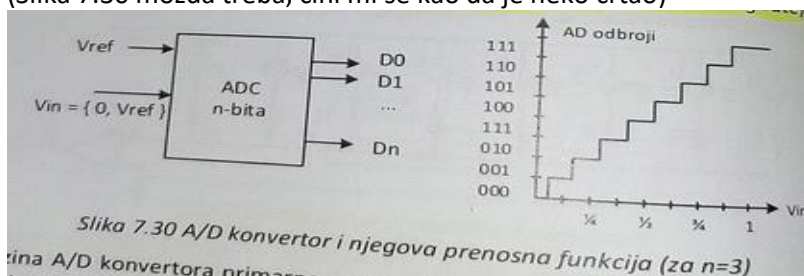 (Slika 7.30 možda treba, čini mi se kao da je neko crtao)
Vref
Vin = { 0, Vref }
ADC
n-bita
D0
D1
...
Dn
AD odbroji
111
110
101
100
111
010
001
000
¼ ½ ¾ 1 Vin
Slika 7.30 A/D konvertor i njegova prenosna funkcija (za n=3)
zina A/D konvertora